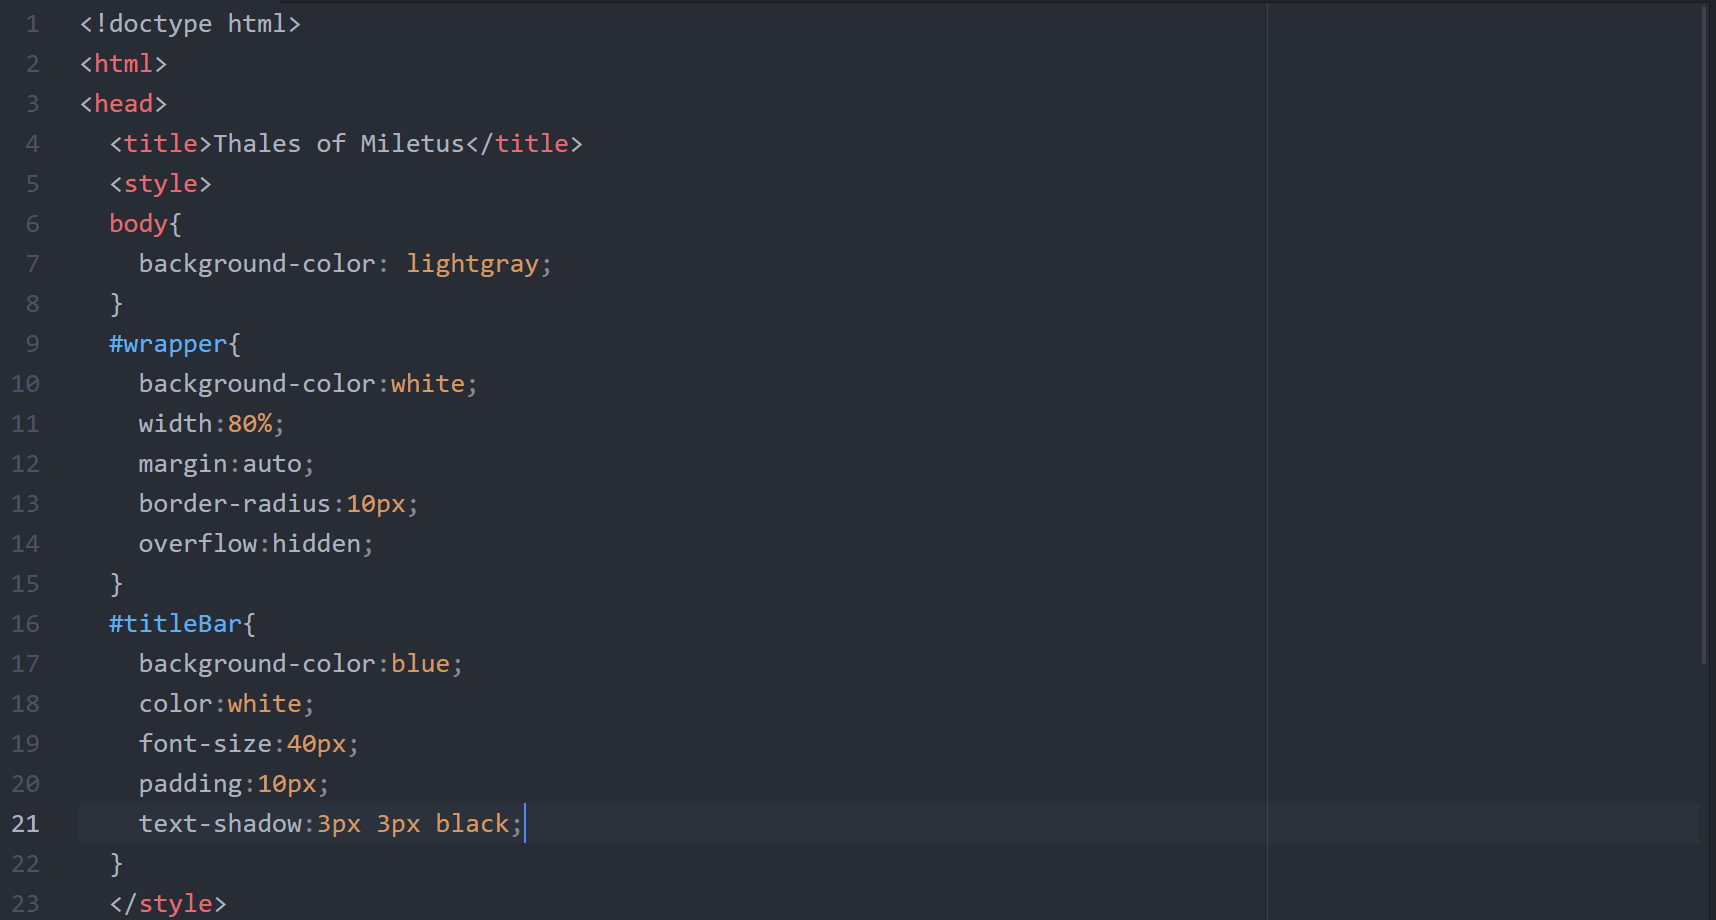 1 <!doctype html>
2 <html>
3 <head>
4   <title>Thales of Miletus</title>
5   <style>
6   body{
7     background-color: lightgray;
8   }
9   #wrapper{
10     background-color:white;
11     width:80%;
12     margin:auto;
13     border-radius:10px;
14     overflow:hidden;
15   }
16   #titleBar{
17     background-color:blue;
18     color:white;
19     font-size:40px;
20     padding:10px;
21     text-shadow:3px 3px black;
22   }
23   </style>